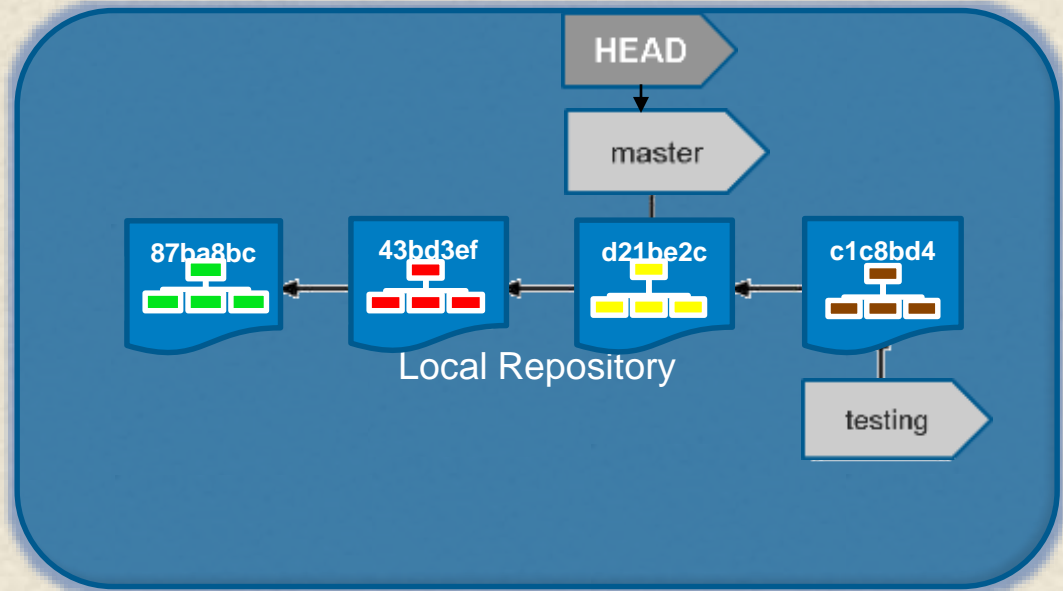 HEAD
master
87ba8bc
43bd3ef
d21be2c
c1c8bd4
Local Repository
testing